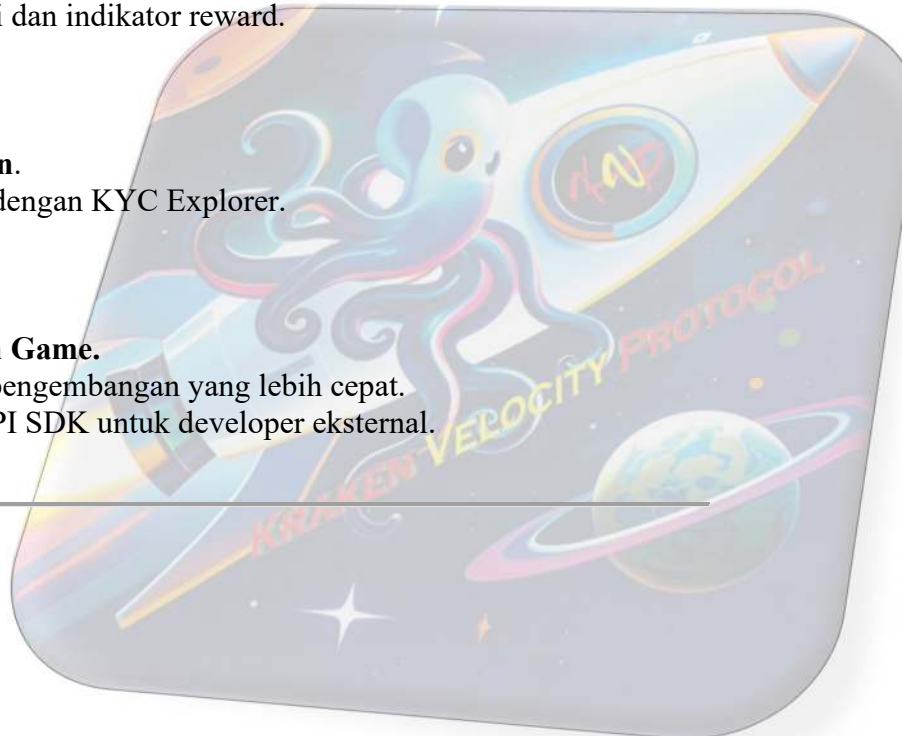 i dan indikator reward.
n.
dengan KYC Explorer.
Game.
pengembangan yang lebih cepat.
PI SDK untuk developer eksternal.
KRAKEN VELOCITY PROTOCOL